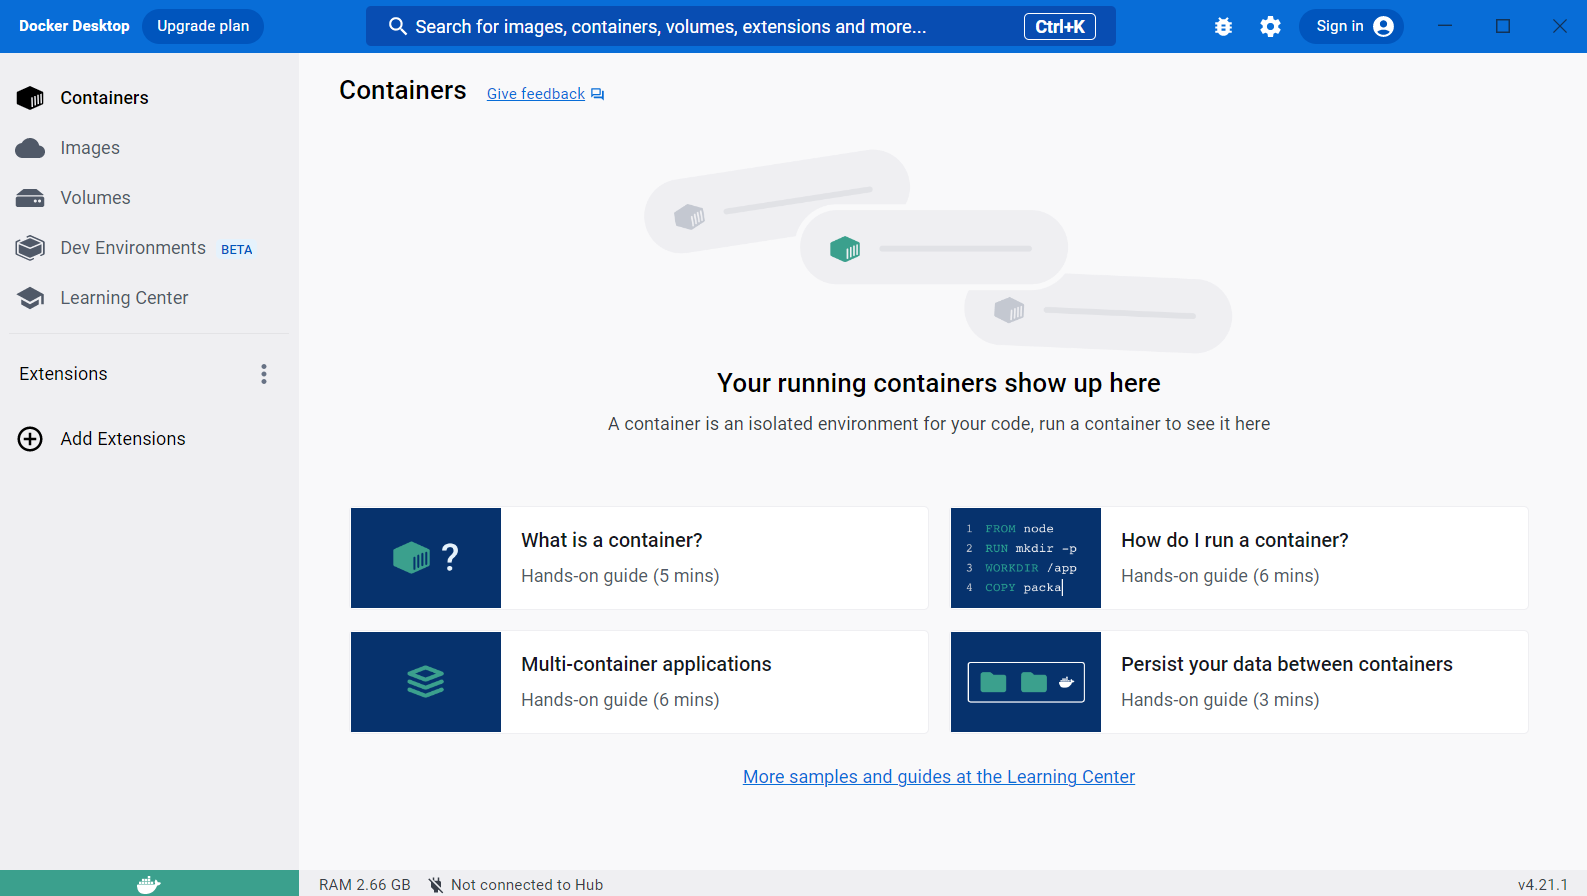 Docker Desktop
Upgrade plan
Search for images, containers, volumes, extensions and more...
Ctrl+K
Sign in
Containers
Images
Volumes
Dev Environments BETA
Learning Center
Extensions
Add Extensions
Containers
Give feedback
Your running containers show up here
A container is an isolated environment for your code, run a container to see it here
?
What is a container?
Hands-on guide (5 mins)
1 FROM node
2 RUN mkdir -p
3 WORKDIR /app
4 COPY packa
How do I run a container?
Hands-on guide (6 mins)
Multi-container applications
Hands-on guide (6 mins)
Persist your data between containers
Hands-on guide (3 mins)
More samples and guides at the Learning Center
RAM 2.66 GB
Not connected to Hub
v4.21.1